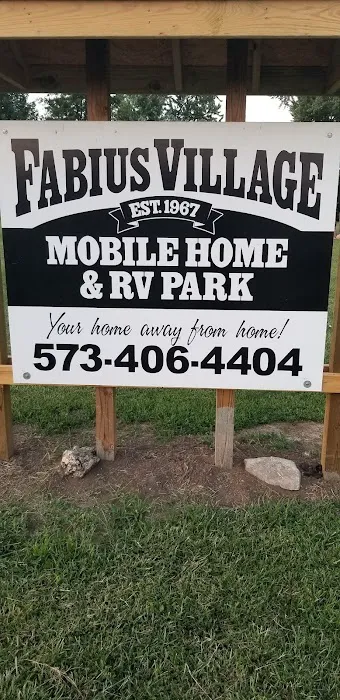 FABIUS VILLAGE
EST. 1967
MOBILE HOME
& RV PARK
Your home away from home!
573-406-4404